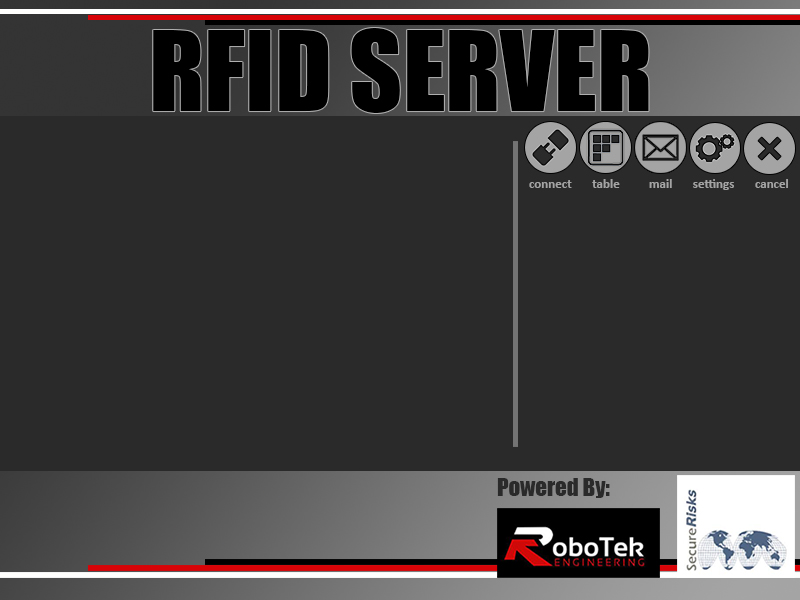 RFID SERVER
connect table mail settings cancel
Powered By:
RoboTek
ENGINEERING
SecureRisks